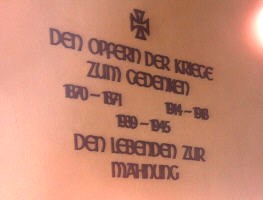 DEN OPFERN DER KRIEGE
ZUM GEDENKEN
1870 – 1871 1914 – 1918
1939 – 1945
DEN LEBENDEN ZUR
MAHNUNG